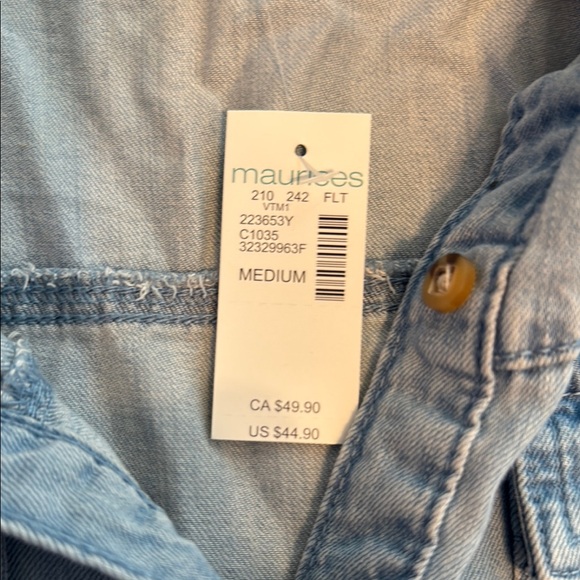 maurices
210 242 FLT
VTM1
223653Y
C1035
32329963F
MEDIUM
CA $49.90
US $44.90